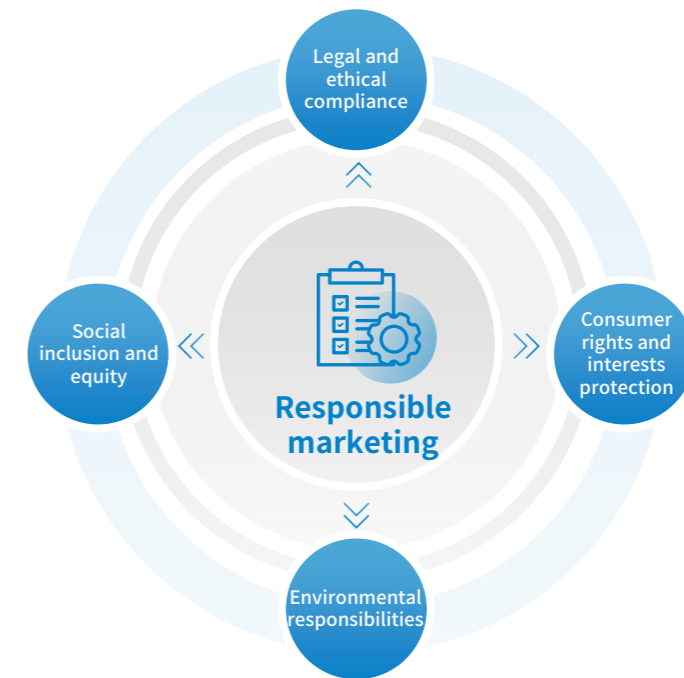 Legal and
ethical
compliance
Social
inclusion and
equity
Consumer
rights and
interests
protection
Responsible
marketing
Environmental
responsibilities